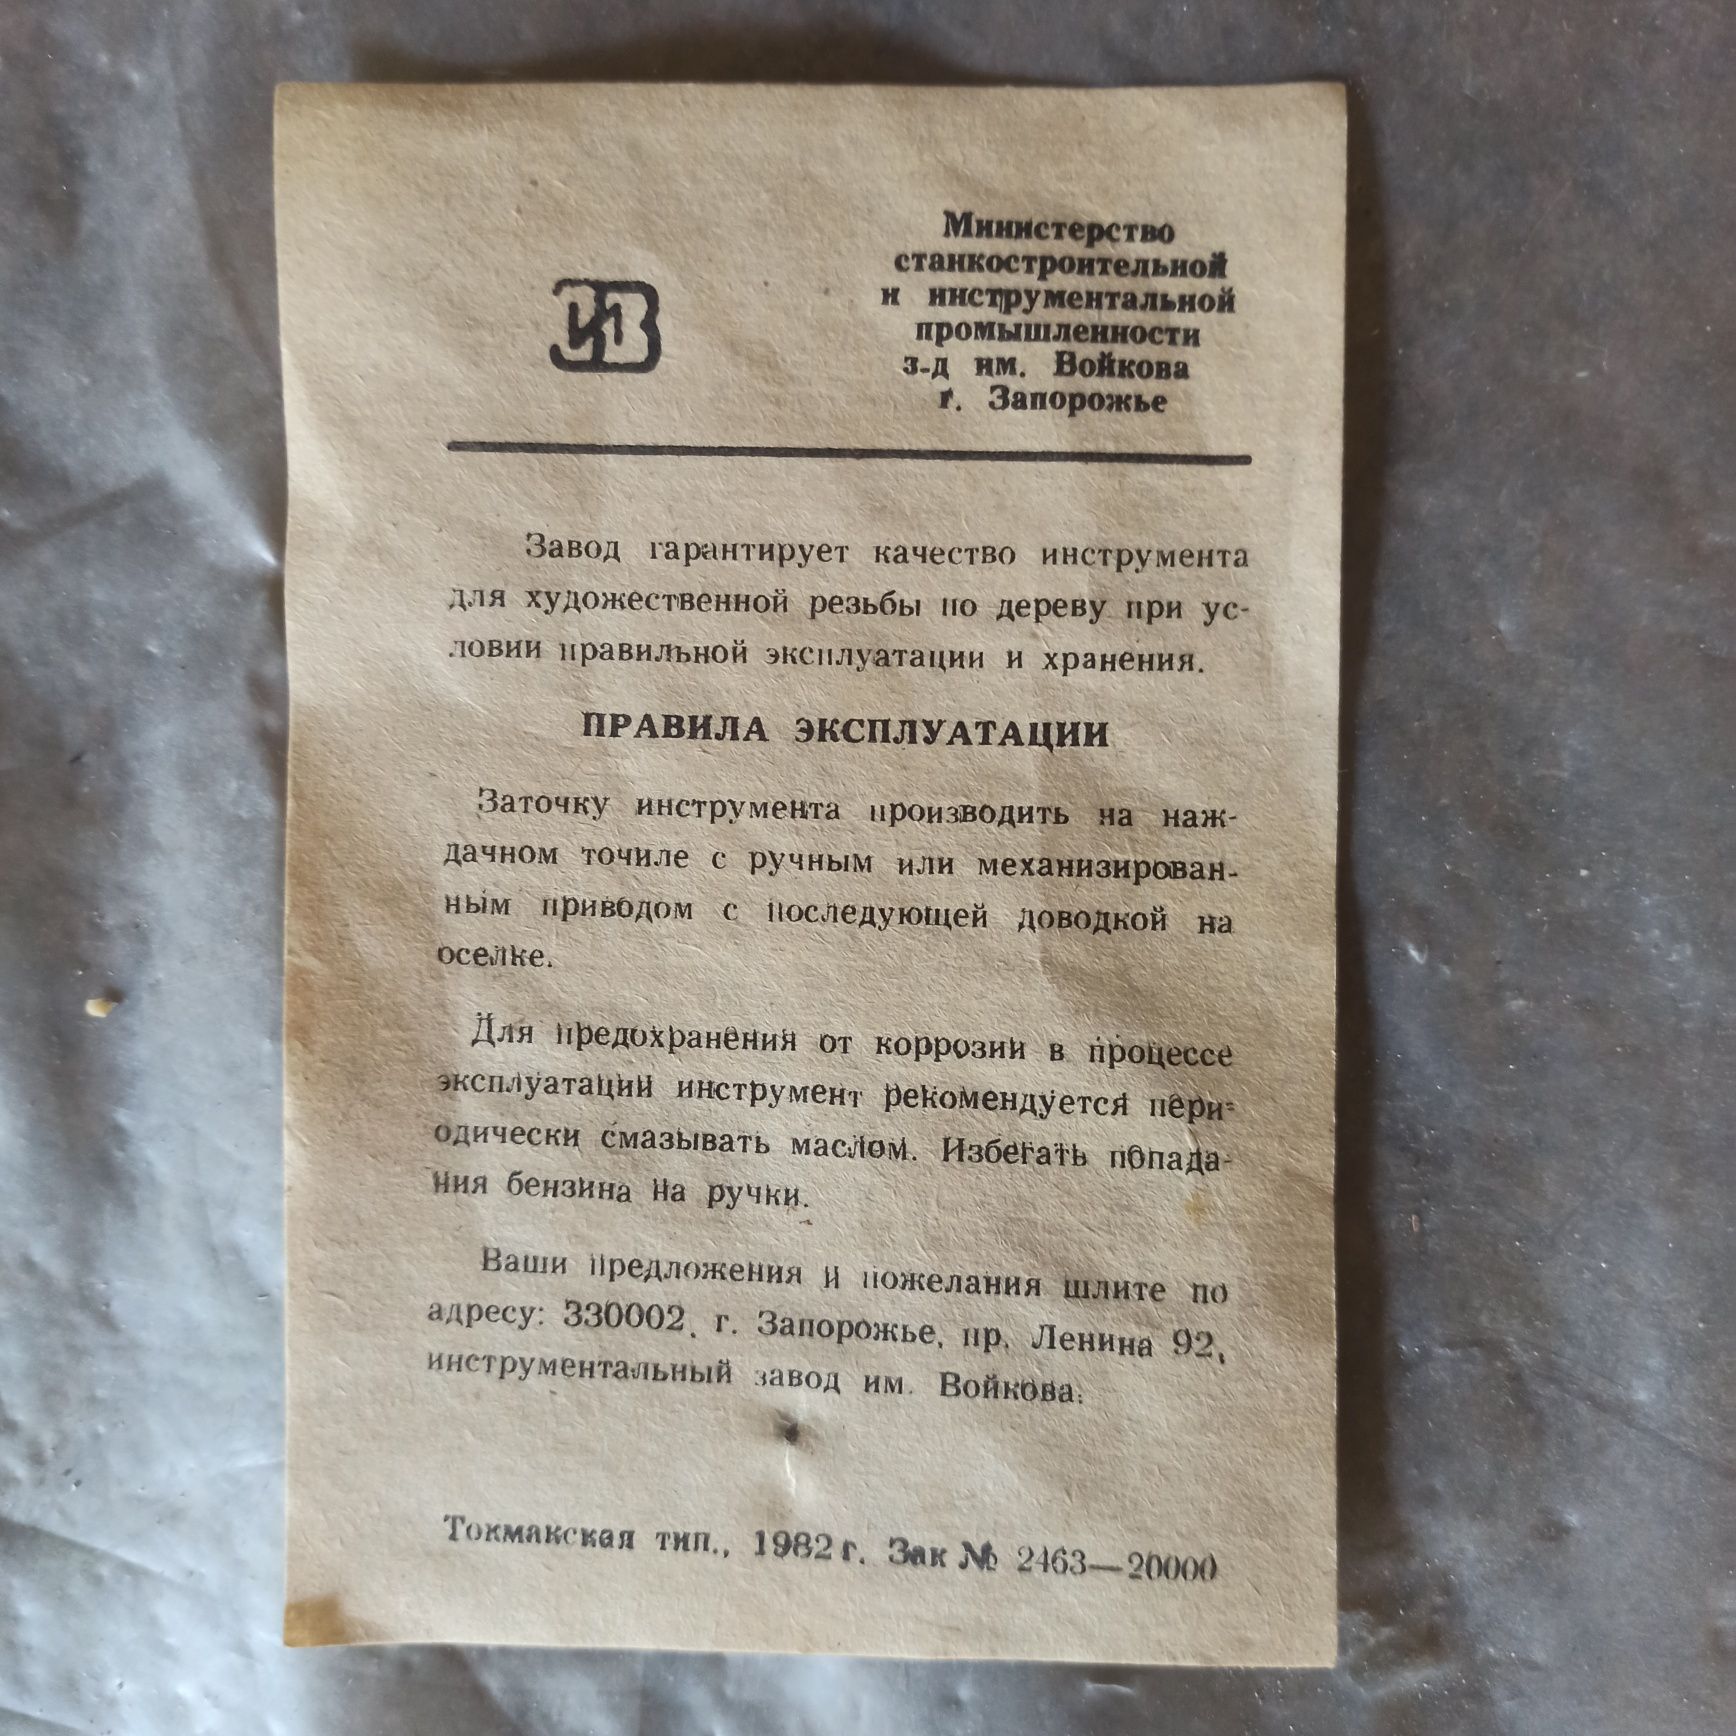 ЗИВ
Министерство
станкостроительной
и инструментальной
промышленности
з-д им. Войкова
г. Запорожье
Завод гарантирует качество инструмента
для художественной резьбы по дереву при ус-
ловии правильной эксплуатации и хранения.
ПРАВИЛА ЭКСПЛУАТАЦИИ
Заточку инструмента производить на наж-
дачном точиле с ручным или механизирован-
ным приводом с последующей доводкой на
оселке.
Для предохранения от коррозии в процессе
эксплуатации инструмент рекомендуется пери-
одически смазывать маслом. Избегать попада-
ния бензина на ручки.
Ваши предложения и пожелания шлите по
адресу: 330002, г. Запорожье, пр. Ленина 92,
инструментальный завод им. Войкова.
Токмакская тип., 1982 г. Зак № 2463—20000